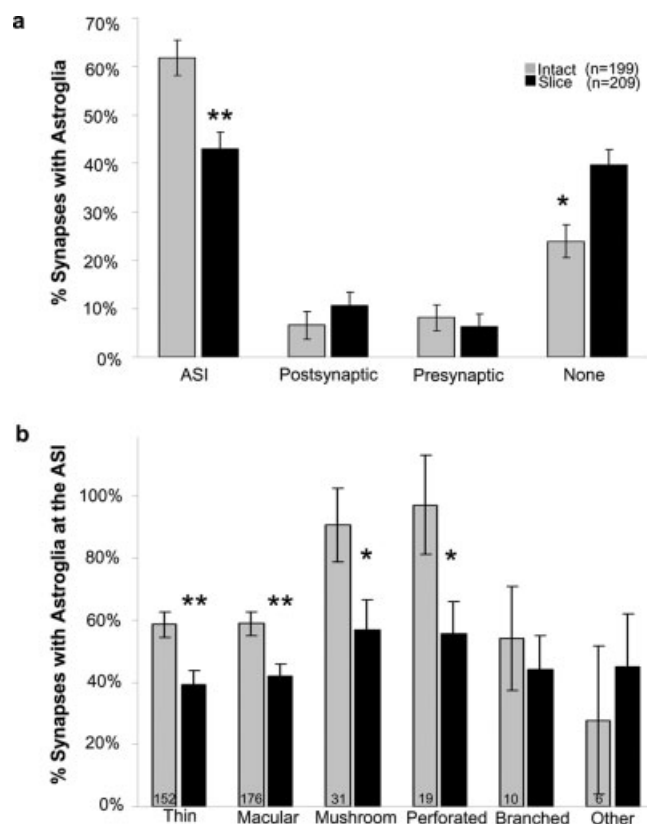 a
70%
60%
50%
40%
30%
20%
10%
0%
% Synapses with Astroglia
Intact (n=199)
Slice (n=209)
**
*
ASI Postsynaptic Presynaptic None
b
100%
80%
60%
40%
20%
0%
% Synapses with Astroglia at the ASI
** ** * *
152 176 31 19 10 6
Thin Macular Mushroom Perforated Branched Other